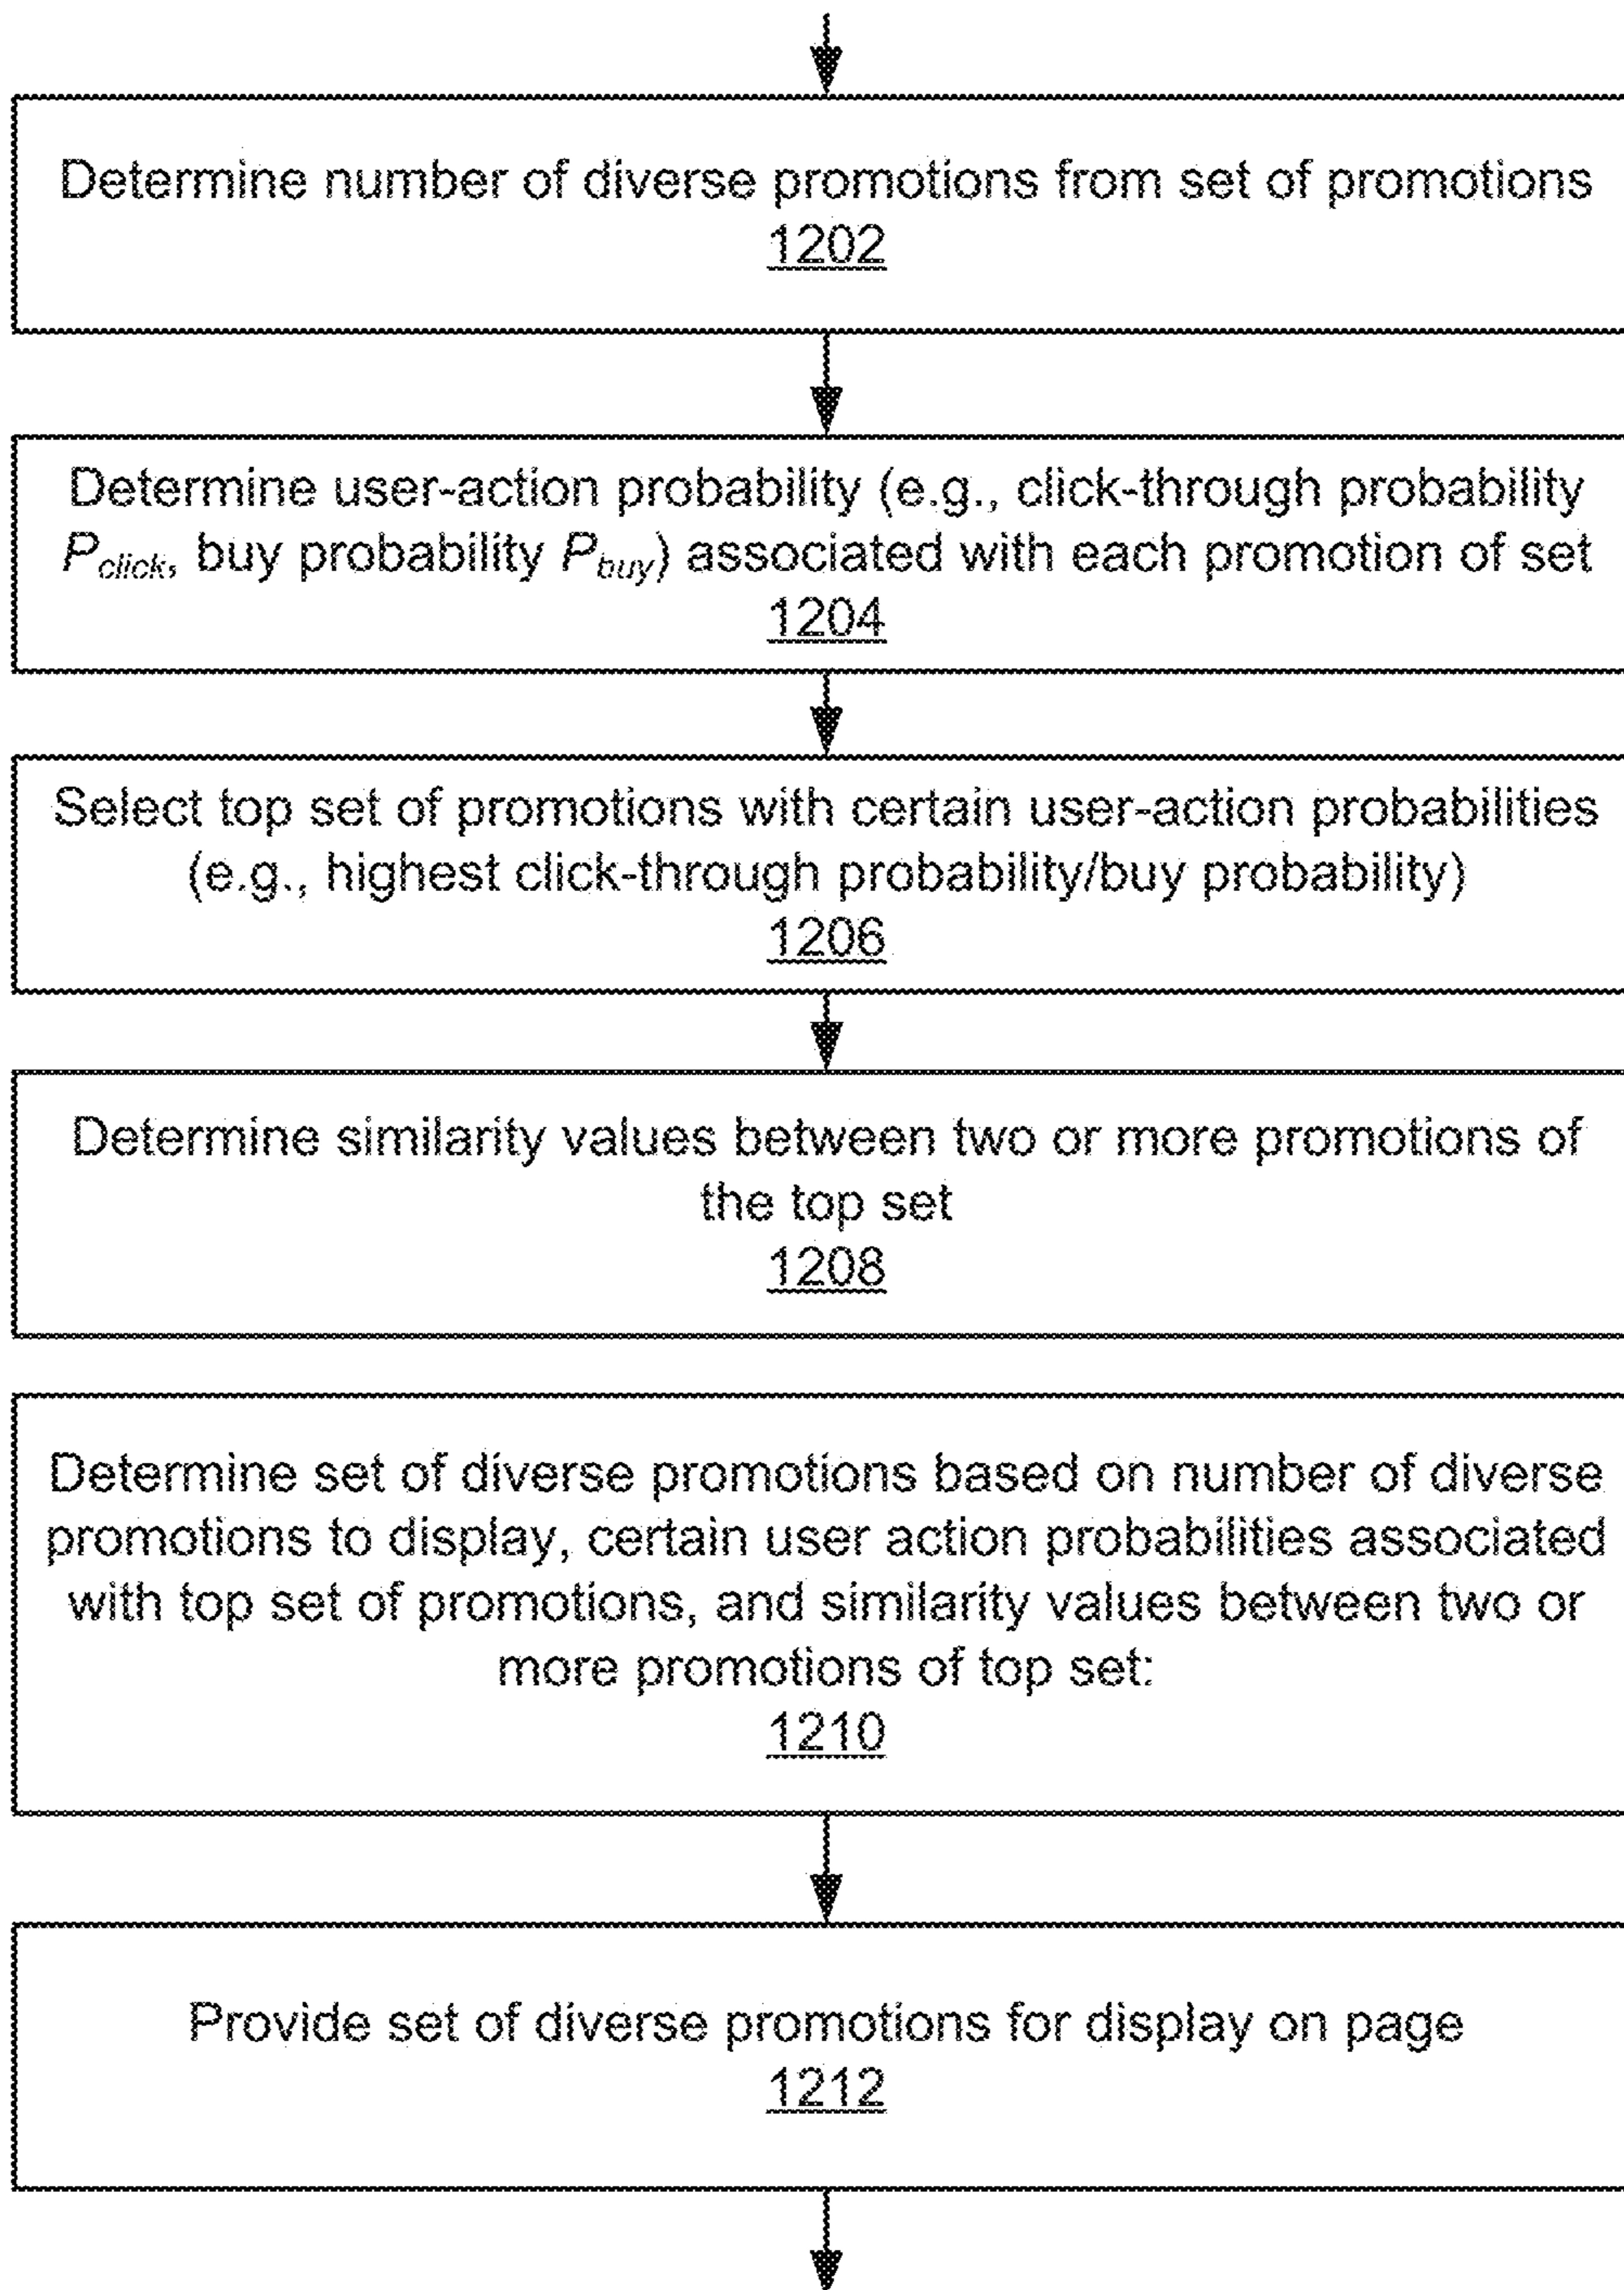 Determine number of diverse promotions from set of promotions
1202
Determine user-action probability (e.g., click-through probability
Pclick, buy probability Pbuy) associated with each promotion of set
1204
Select top set of promotions with certain user-action probabilities
(e.g., highest click-through probability/buy probability)
1206
Determine similarity values between two or more promotions of
the top set
1208
Determine set of diverse promotions based on number of diverse
promotions to display, certain user action probabilities associated
with top set of promotions, and similarity values between two or
more promotions of top set:
1210
Provide set of diverse promotions for display on page
1212